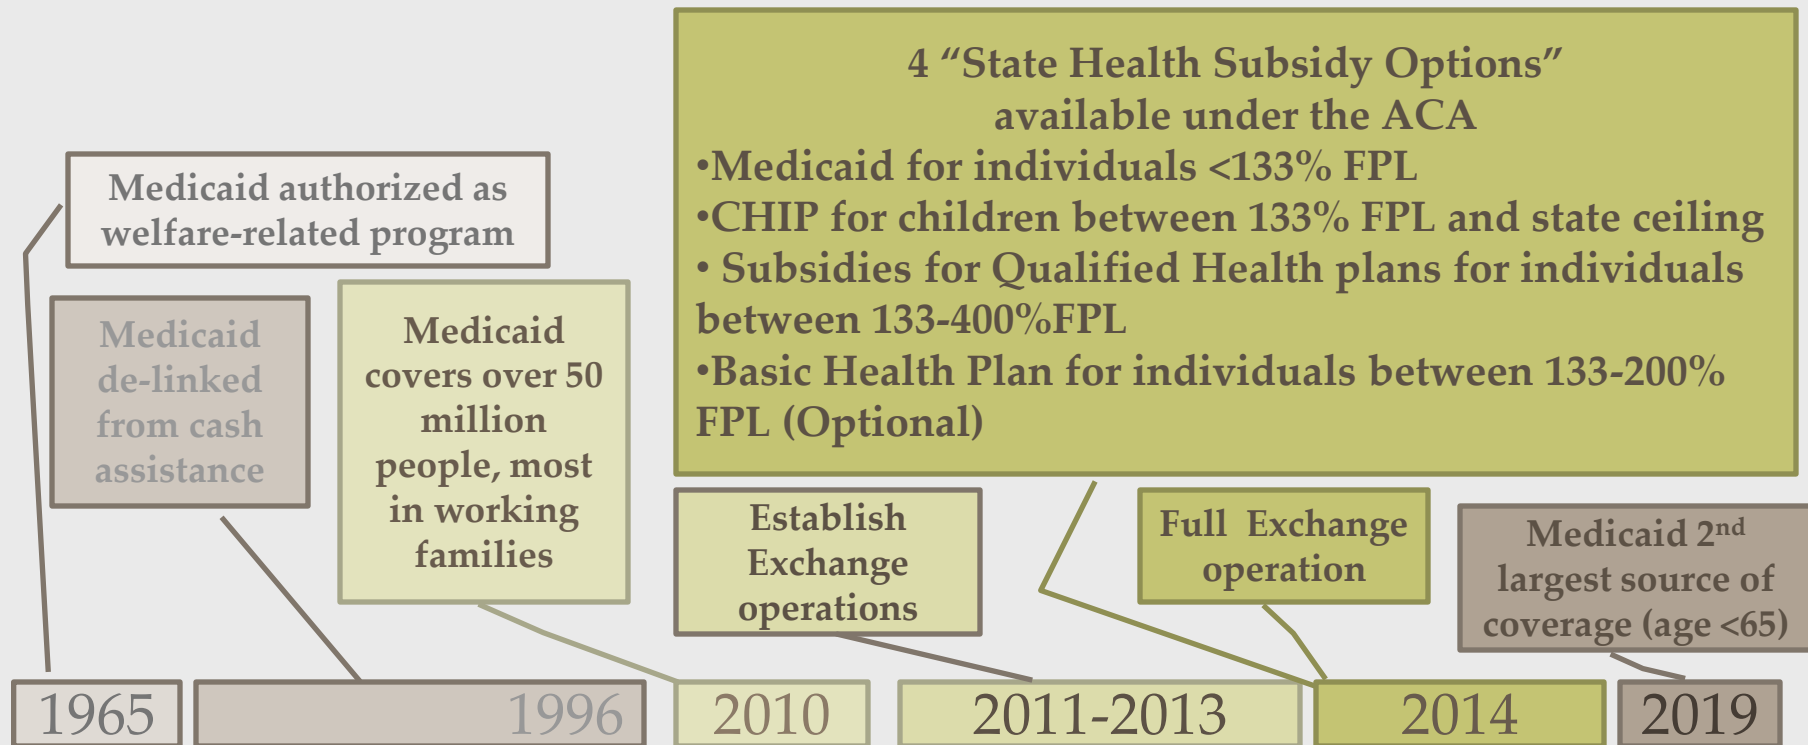 4 “State Health Subsidy Options”
available under the ACA
•Medicaid for individuals <133% FPL
•CHIP for children between 133% FPL and state ceiling
• Subsidies for Qualified Health plans for individuals
between 133-400%FPL
•Basic Health Plan for individuals between 133-200%
FPL (Optional)
Medicaid authorized as
welfare-related program
Medicaid
de-linked
from cash
assistance
Medicaid
covers over 50
million
people, most
in working
families
Establish
Exchange
operations
Full Exchange
operation
Medicaid 2nd
largest source of
coverage (age <65)
1965
1996
2010
2011-2013
2014
2019